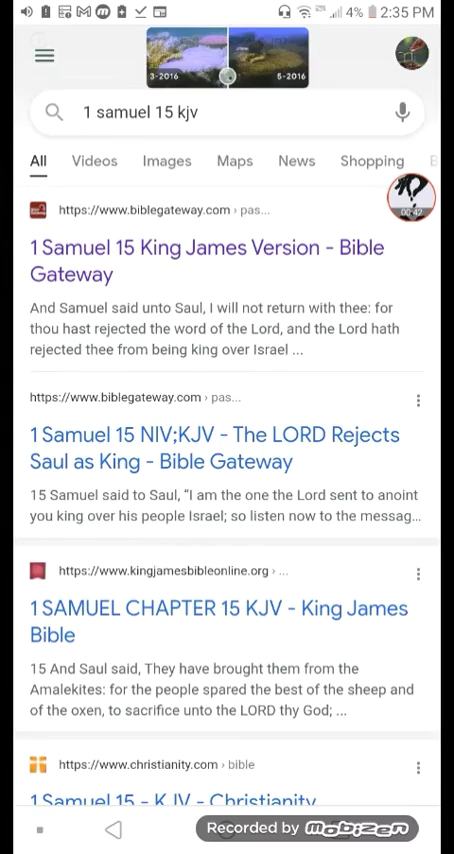 4% 2:35 PM
3-2016 5-2016
1 samuel 15 kjv
All Videos Images Maps News Shopping
00:42
https://www.biblegateway.com › pas...
1 Samuel 15 King James Version - Bible
Gateway
And Samuel said unto Saul, I will not return with thee: for
thou hast rejected the word of the Lord, and the Lord hath
rejected thee from being king over Israel ...
https://www.biblegateway.com › pas...
1 Samuel 15 NIV;KJV - The LORD Rejects
Saul as King - Bible Gateway
15 Samuel said to Saul, “I am the one the Lord sent to anoint
you king over his people Israel; so listen now to the messag...
https://www.kingjamesbibleonline.org › ...
1 SAMUEL CHAPTER 15 KJV - King James
Bible
15 And Saul said, They have brought them from the
Amalekites: for the people spared the best of the sheep and
of the oxen, to sacrifice unto the LORD thy God; ...
https://www.christianity.com › bible
1 Samuel 15 - KJV - Christianity
Recorded by mobizen